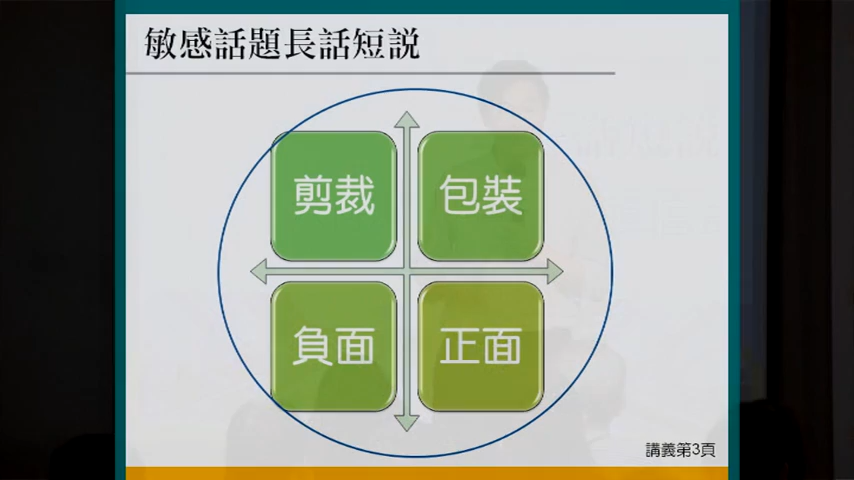 敏感話題長話短説
剪裁
包裝
負面
正面
講義第3頁